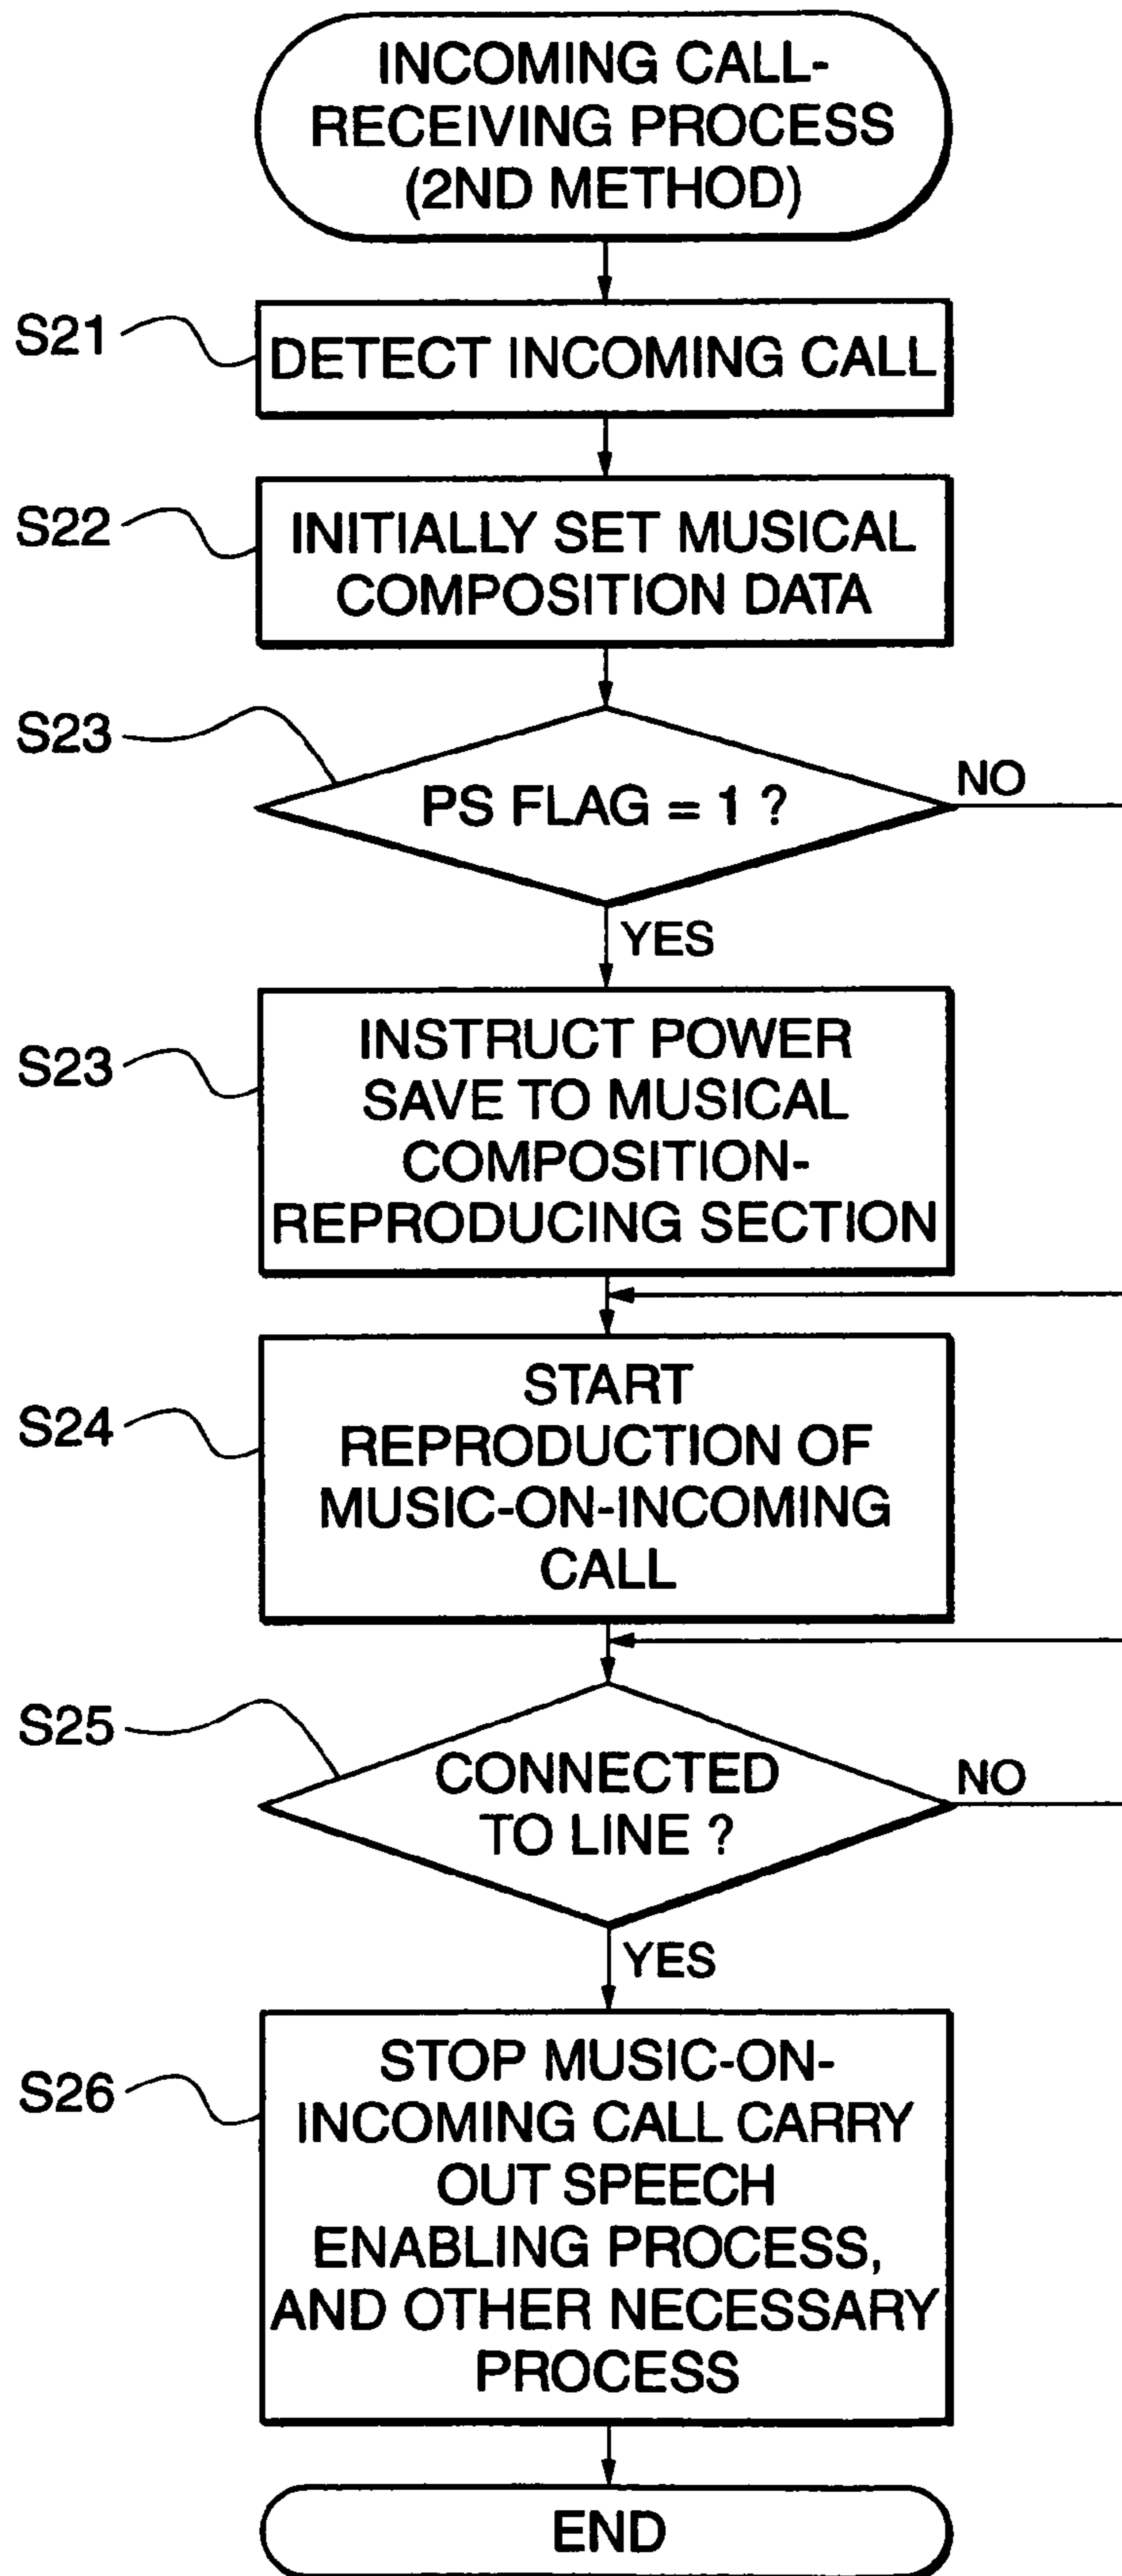 INCOMING CALL-
RECEIVING PROCESS
(2ND METHOD)
S21
DETECT INCOMING CALL
S22
INITIALLY SET MUSICAL
COMPOSITION DATA
S23
PS FLAG = 1 ?
NO
YES
S23
INSTRUCT POWER
SAVE TO MUSICAL
COMPOSITION-
REPRODUCING SECTION
S24
START
REPRODUCTION OF
MUSIC-ON-INCOMING
CALL
S25
CONNECTED
TO LINE ?
NO
YES
S26
STOP MUSIC-ON-
INCOMING CALL CARRY
OUT SPEECH
ENABLING PROCESS,
AND OTHER NECESSARY
PROCESS
END